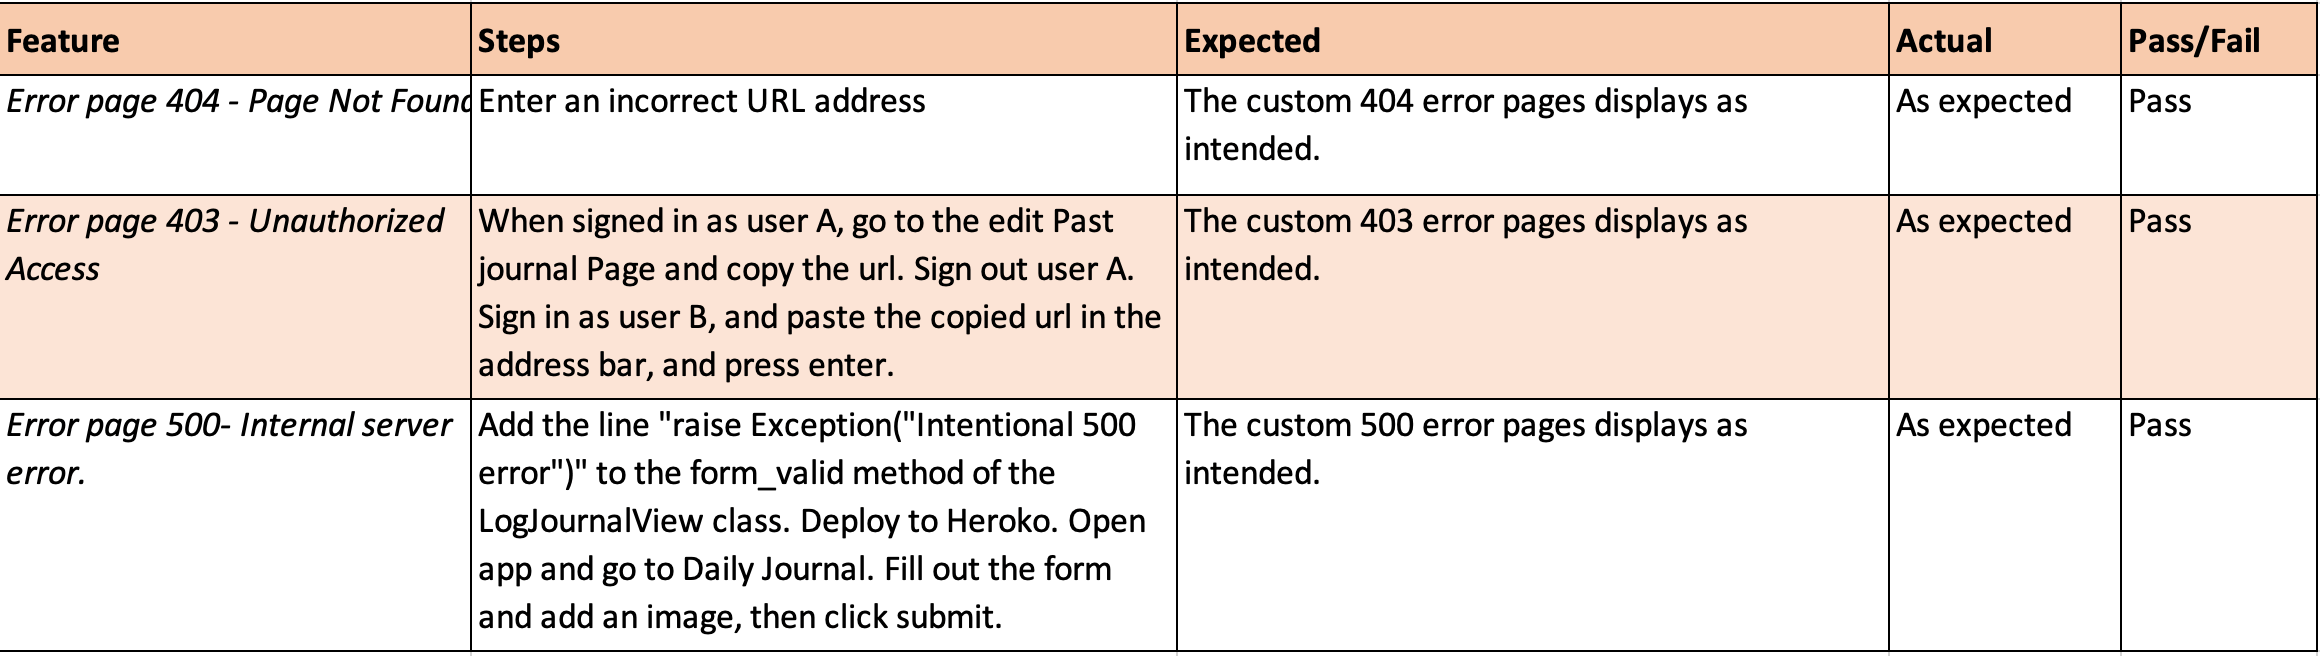 Feature Steps Expected Actual Pass/Fail
Error page 404 - Page Not Found Enter an incorrect URL address The custom 404 error pages displays as As expected Pass
intended.
Error page 403 - Unauthorized When signed in as user A, go to the edit Past The custom 403 error pages displays as As expected Pass
Access journal Page and copy the url. Sign out user A. intended.
Sign in as user B, and paste the copied url in the
address bar, and press enter.
Error page 500- Internal server Add the line "raise Exception("Intentional 500 The custom 500 error pages displays as As expected Pass
error. error")" to the form_valid method of the intended.
LogJournalView class. Deploy to Heroko. Open
app and go to Daily Journal. Fill out the form
and add an image, then click submit.